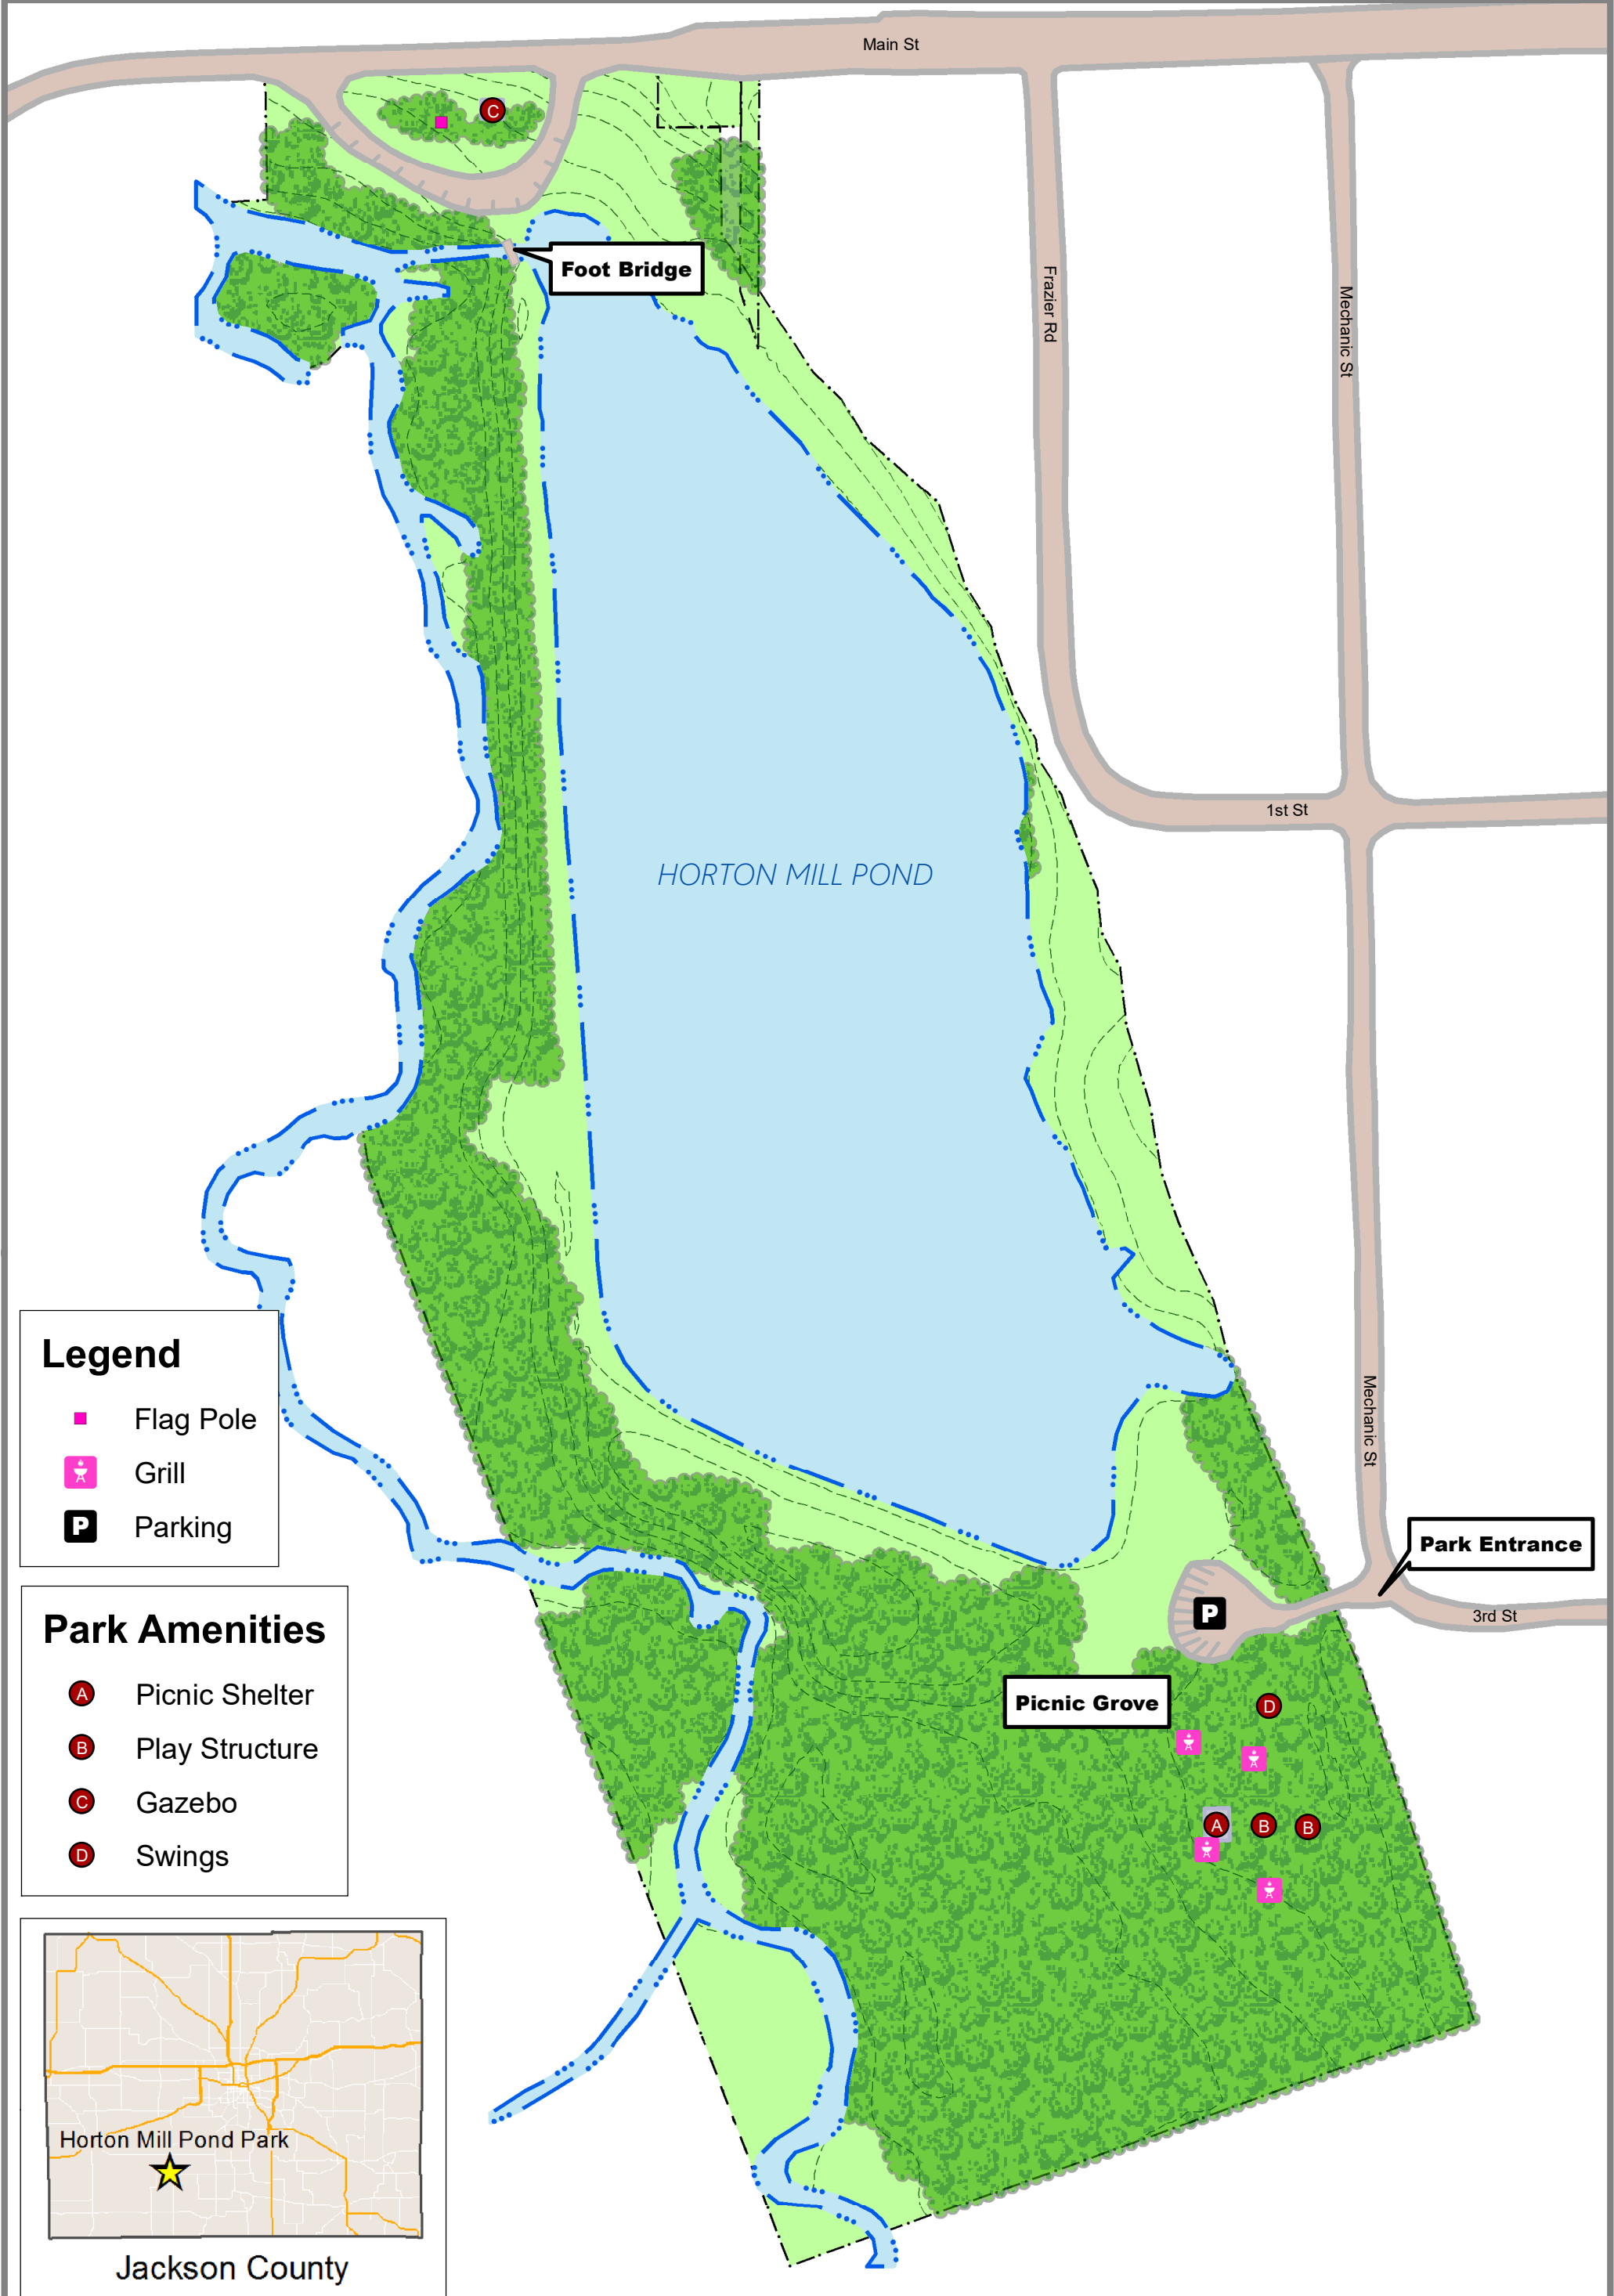 Main St
C
Foot Bridge
Frazier Rd
Mechanic St
1st St
HORTON MILL POND
Mechanic St
Park Entrance
P
3rd St
Picnic Grove
D
A
B
B
Legend
Flag Pole
Grill
P Parking
Park Amenities
A Picnic Shelter
B Play Structure
C Gazebo
D Swings
Horton Mill Pond Park
Jackson County